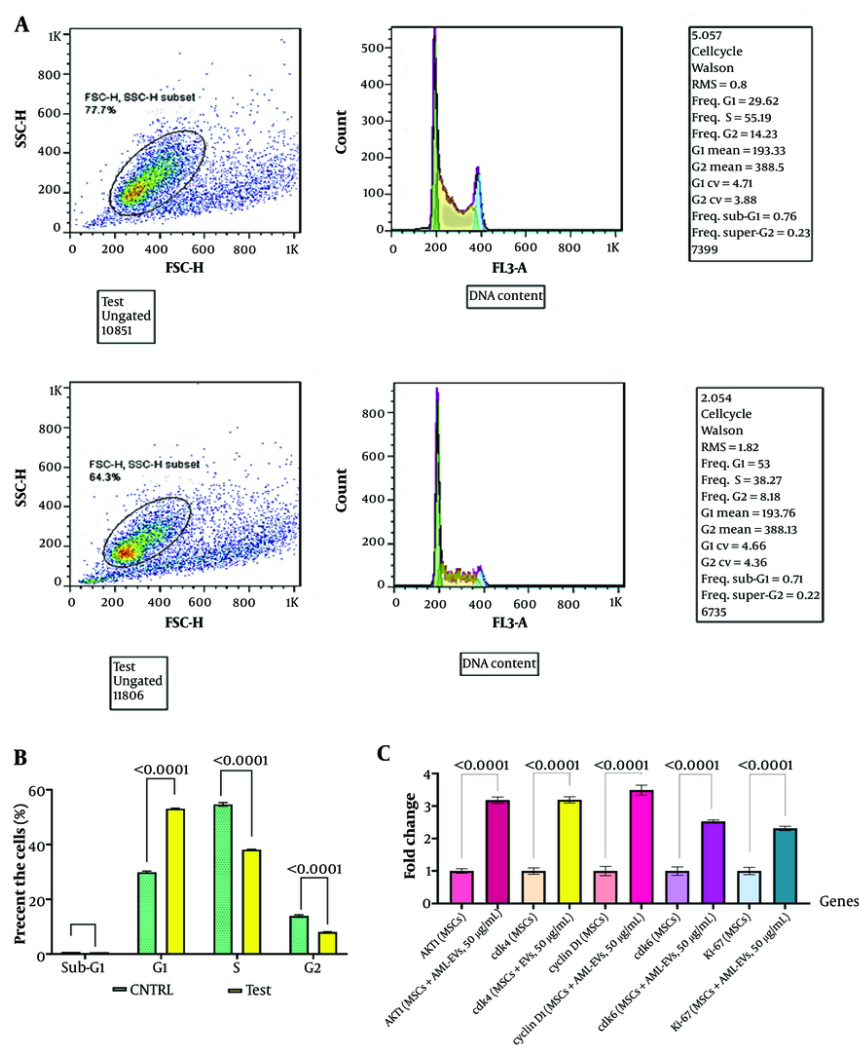 A
1K
800
600
400
200
0
SSC-H
FSC-H, SSC-H subset
77.7%
0 200 400 600 800 1K
FSC-H
Test
Ungated
10851
500
400
300
200
100
0
Count
0 200 400 600 800 1K
FL3-A
DNA content
5.057
Cellcycle
Walson
RMS = 0.8
Freq. G1 = 29.62
Freq. S = 55.19
Freq. G2 = 14.23
G1 mean = 193.33
G2 mean = 388.5
G1 cv = 4.71
G2 cv = 3.88
Freq. sub-G1 = 0.76
Freq. super-G2 = 0.23
7399
1K
800
600
400
200
0
SSC-H
FSC-H, SSC-H subset
64.3%
0 200 400 600 800 1K
FSC-H
Test
Ungated
11806
800
600
400
200
0
Count
0 200 400 600 800 1K
FL3-A
DNA content
2.054
Cellcycle
Walson
RMS = 1.82
Freq. G1 = 53
Freq. S = 38.27
Freq. G2 = 8.18
G1 mean = 193.76
G2 mean = 388.13
G1 cv = 4.66
G2 cv = 4.36
Freq. sub-G1 = 0.71
Freq. super-G2 = 0.22
6735
B
Precent the cells (%)
60
40
20
0
<0.0001
<0.0001
<0.0001
Sub-G1 G1 S G2
CNTRL Test
C
Fold change
4
3
2
1
0
<0.0001 <0.0001 <0.0001 <0.0001 <0.0001
Genes
AKT1 (MSCs)
AKT1 (MSCs + AML-EVs, 50 µg/mL)
cdk4 (MSCs)
cdk4 (MSCs + EVs, 50 µg/mL)
cyclin D1 (MSCs)
cyclin D1 (MSCs + AML-EVs, 50 µg/mL)
cdk6 (MSCs)
cdk6 (MSCs + AML-EVs, 50 µg/mL)
Ki-67 (MSCs)
Ki-67 (MSCs + AML-EVs, 50 µg/mL)